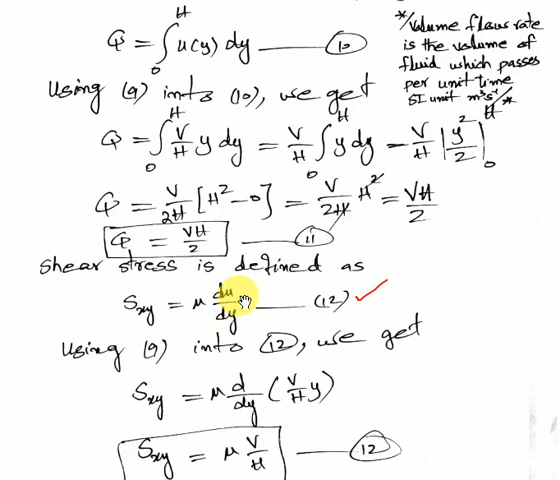 Q = ∫₀ᴴ u(y) dy —— (10)
*/Volume flow rate
is the volume of
fluid which passes
per unit time
SI unit m³s⁻¹
/*
Using (9) into (10), we get
Q = ∫₀ᴴ V/H y dy = V/H ∫₀ᴴ y dy = V/H |y²/2|₀ᴴ
Q = V/2H [H² - 0] = V/2H H² = VH/2
Q = VH/2 —— (11)
Shear stress is defined as
Sxy = μ du/dy —— (12) ✓
Using (9) into (12), we get
Sxy = μ d/dy (V/H y)
Sxy = μ V/H —— (12)